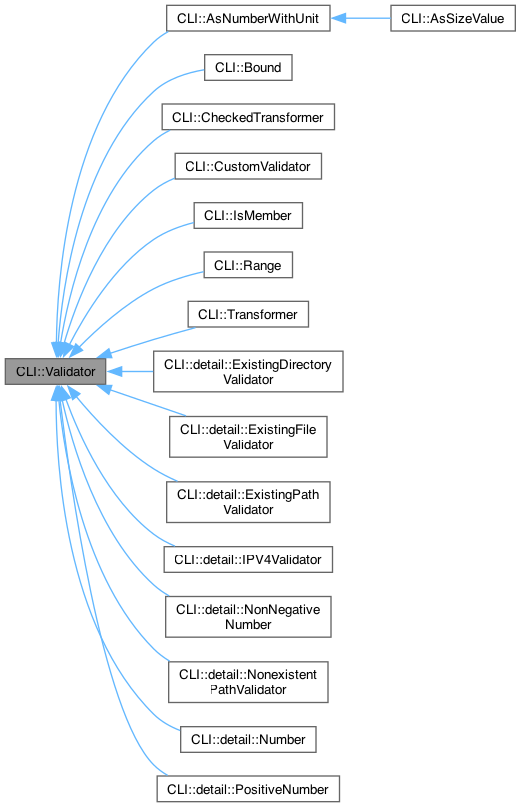 CLI::AsNumberWithUnit
CLI::AsSizeValue
CLI::Bound
CLI::CheckedTransformer
CLI::CustomValidator
CLI::IsMember
CLI::Range
CLI::Transformer
CLI::Validator
CLI::detail::ExistingDirectory
Validator
CLI::detail::ExistingFile
Validator
CLI::detail::ExistingPath
Validator
CLI::detail::IPV4Validator
CLI::detail::NonNegative
Number
CLI::detail::Nonexistent
PathValidator
CLI::detail::Number
CLI::detail::PositiveNumber